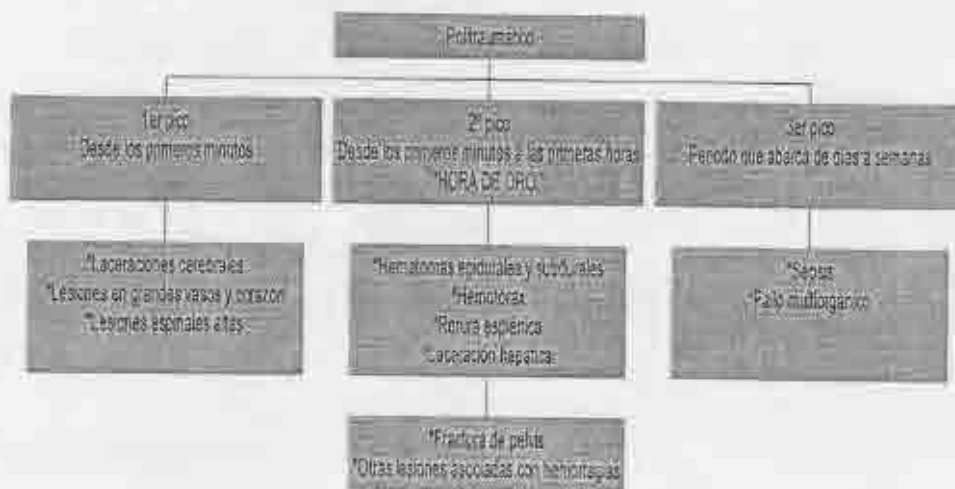 Politraumático
1er pico
Desde los primeros minutos
2º pico
Desde los primeros minutos a las primeras horas
"HORA DE ORO"
3er pico
Periodo que abarca de días a semanas
*Laceraciones cerebrales
*Lesiones en grandes vasos y corazón
*Lesiones espinales altas
*Hematomas epidurales y subdurales
*Hemotórax
*Rotura esplénica
*Laceración hepática
*Sepsis
*Fallo multiorgánico
*Fractura de pelvis
*Otras lesiones asociadas con hemorragias